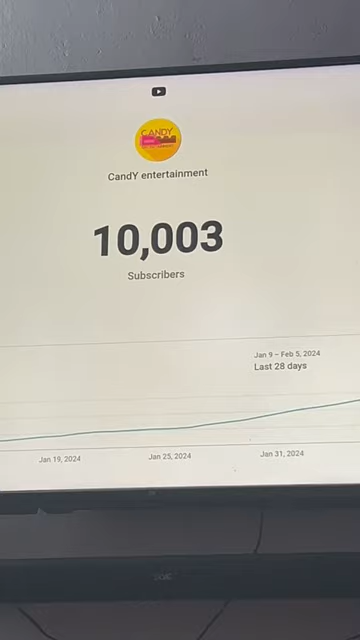 CANDY
CandY entertainment
10,003
Subscribers
Jan 9 – Feb 5, 2024
Last 28 days
Jan 19, 2024
Jan 25, 2024
Jan 31, 2024